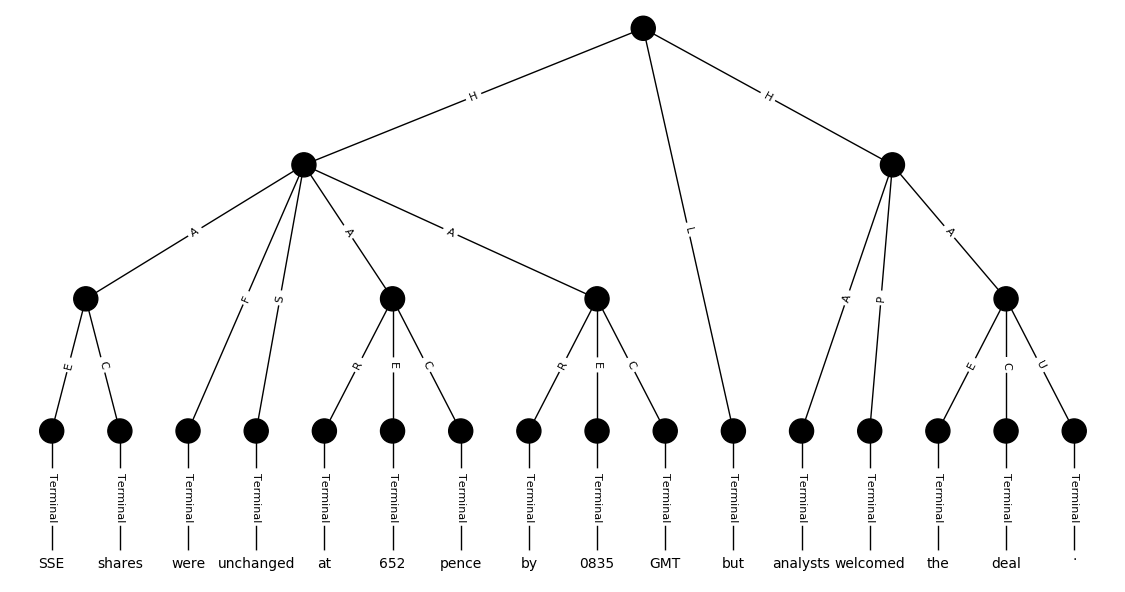 H H
L
A A A A
F S A P
E C R E C R E C E C U
Terminal Terminal Terminal Terminal Terminal Terminal Terminal Terminal Terminal Terminal Terminal Terminal Terminal Terminal Terminal Terminal
SSE shares were unchanged at 652 pence by 0835 GMT but analysts welcomed the deal .